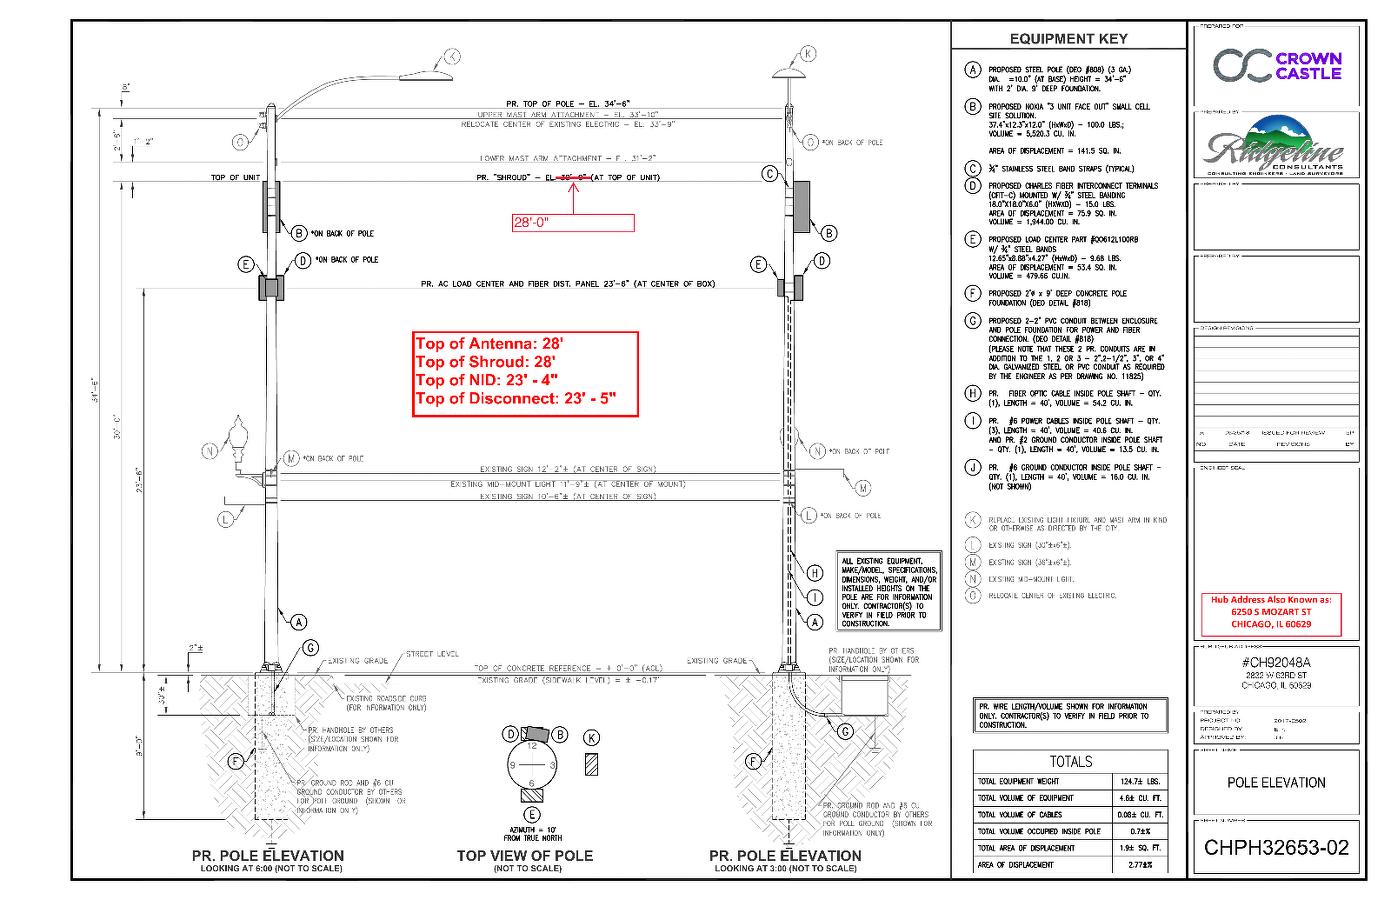 PR. TOP OF POLE - EL. 34'-6"
UPPER MAST ARM ATTACHMENT - EL. 33'-10"
RELOCATE CENTER OF EXISTING ELECTRIC - EL. 33'-9"
LOWER MAST ARM ATTACHMENT - EL. 31'-2"
TOP OF UNIT
PR. "SHROUD" - EL. 30'-0" (AT TOP OF UNIT)
28'-0"
K
O
B *ON BACK OF POLE
D *ON BACK OF POLE
E
PR. AC LOAD CENTER AND FIBER DIST. PANEL 23'-6" (AT CENTER OF BOX)
Top of Antenna: 28'
Top of Shroud: 28'
Top of NID: 23' - 4"
Top of Disconnect: 23' - 5"
34'-6"
30'-0"
23'-6"
2'-6"
1'-2"
N
M *ON BACK OF POLE
L
EXISTING SIGN 12'-2"± (AT CENTER OF SIGN)
EXISTING MID-MOUNT LIGHT 11'-9"± (AT CENTER OF MOUNT)
EXISTING SIGN 10'-6"± (AT CENTER OF SIGN)
A
G
2"±
30"±
9'-0"
F
EXISTING GRADE
STREET LEVEL
TOP OF CONCRETE REFERENCE - ± 0'-0" (AGL)
EXISTING GRADE (SIDEWALK LEVEL) = ± -0.17'
EXISTING ROADSIDE CURB
(FOR INFORMATION ONLY)
PR. HANDHOLE BY OTHERS
(SIZE/LOCATION SHOWN FOR
INFORMATION ONLY)
PR. GROUND ROD AND #6 CU
GROUND CONDUCTOR BY OTHERS
FOR POLE GROUND (SHOWN FOR
INFORMATION ONLY)
PR. POLE ELEVATION
LOOKING AT 6:00 (NOT TO SCALE)
D
B
K
12
9
3
6
E
AZIMUTH = 10°
FROM TRUE NORTH
TOP VIEW OF POLE
(NOT TO SCALE)
K
O *ON BACK OF POLE
C
B
E
D
N *ON BACK OF POLE
M
L *ON BACK OF POLE
H
I
A
ALL EXISTING EQUIPMENT,
MAKE/MODEL, SPECIFICATIONS,
DIMENSIONS, WEIGHT, AND/OR
INSTALLED HEIGHTS ON THE
POLE ARE FOR INFORMATION
ONLY. CONTRACTOR(S) TO
VERIFY IN FIELD PRIOR TO
CONSTRUCTION.
EXISTING GRADE
PR. HANDHOLE BY OTHERS
(SIZE/LOCATION SHOWN FOR
INFORMATION ONLY)
G
F
PR. GROUND ROD AND #6 CU
GROUND CONDUCTOR BY OTHERS
FOR POLE GROUND (SHOWN FOR
INFORMATION ONLY)
PR. POLE ELEVATION
LOOKING AT 3:00 (NOT TO SCALE)
EQUIPMENT KEY
A PROPOSED STEEL POLE (DEO #808) (3 GA.)
DIA. =10.0" (AT BASE) HEIGHT = 34'-6"
WITH 2' DIA. 9' DEEP FOUNDATION.
B PROPOSED NOKIA "3 UNIT FACE OUT" SMALL CELL
SITE SOLUTION.
37.4"x12.3"x12.0" (HxWxD) - 100.0 LBS.;
VOLUME = 5,520.3 CU. IN.
AREA OF DISPLACEMENT = 141.5 SQ. IN.
C ¾" STAINLESS STEEL BAND STRAPS (TYPICAL)
D PROPOSED CHARLES FIBER INTERCONNECT TERMINALS
(CFIT-C) MOUNTED W/ ¾" STEEL BANDING
18.0"X18.0"X6.0" (HXWXD) - 15.0 LBS.
AREA OF DISPLACEMENT = 75.9 SQ. IN.
VOLUME = 1,944.00 CU. IN.
E PROPOSED LOAD CENTER PART #QO612L100RB
W/ ¾" STEEL BANDS
12.65"x8.88"x4.27" (HxWxD) - 9.68 LBS.
AREA OF DISPLACEMENT = 53.4 SQ. IN.
VOLUME = 479.66 CU.IN.
F PROPOSED 2'ø x 9' DEEP CONCRETE POLE
FOUNDATION (DEO DETAIL #818)
G PROPOSED 2-2" PVC CONDUIT BETWEEN ENCLOSURE
AND POLE FOUNDATION FOR POWER AND FIBER
CONNECTION. (DEO DETAIL #818)
(PLEASE NOTE THAT THESE 2 PR. CONDUITS ARE IN
ADDITION TO THE 1, 2 OR 3 - 2",2-1/2", 3", OR 4"
DIA. GALVANIZED STEEL OR PVC CONDUIT AS REQUIRED
BY THE ENGINEER AS PER DRAWING NO. 11825)
H PR. FIBER OPTIC CABLE INSIDE POLE SHAFT - QTY.
(1), LENGTH = 40', VOLUME = 54.2 CU. IN.
I PR. #6 POWER CABLES INSIDE POLE SHAFT - QTY.
(3), LENGTH = 40', VOLUME = 40.6 CU. IN.
AND PR. #2 GROUND CONDUCTOR INSIDE POLE SHAFT
- QTY. (1), LENGTH = 40', VOLUME = 13.5 CU. IN.
J PR. #6 GROUND CONDUCTOR INSIDE POLE SHAFT -
QTY. (1), LENGTH = 40', VOLUME = 16.0 CU. IN.
(NOT SHOWN)
K REPLACE EXISTING LIGHT FIXTURE AND MAST ARM IN KIND
OR OTHERWISE AS DIRECTED BY THE CITY.
L EXISTING SIGN (30"±x6"±).
M EXISTING SIGN (36"±x6"±).
N EXISTING MID-MOUNT LIGHT.
O RELOCATE CENTER OF EXISTING ELECTRIC.
PR. WIRE LENGTH/VOLUME SHOWN FOR INFORMATION
ONLY. CONTRACTOR(S) TO VERIFY IN FIELD PRIOR TO
CONSTRUCTION.
TOTALS
TOTAL EQUIPMENT WEIGHT 124.7± LBS.
TOTAL VOLUME OF EQUIPMENT 4.6± CU. FT.
TOTAL VOLUME OF CABLES 0.08± CU. FT.
TOTAL VOLUME OCCUPIED INSIDE POLE 0.7±%
TOTAL AREA OF DISPLACEMENT 1.9± SQ. FT.
AREA OF DISPLACEMENT 2.77±%
PREPARED FOR
CROWN
CASTLE
PREPARED BY
Ridgeline
CONSULTANTS
CONSULTING ENGINEERS - LAND SURVEYORS
PREPARED BY
PREPARED BY
DESIGN REVISIONS
ISSUED FOR REVIEW
NO. DATE REVISIONS BY
ENGINEER SEAL
Hub Address Also Known as:
6250 S MOZART ST
CHICAGO, IL 60629
#CH92048A
2832 W 63RD ST
CHICAGO, IL 60629
PREPARED BY
PROJECT NO.
DESIGNED BY
APPROVED BY
SHEET NAME
POLE ELEVATION
SHEET NUMBER
CHPH32653-02